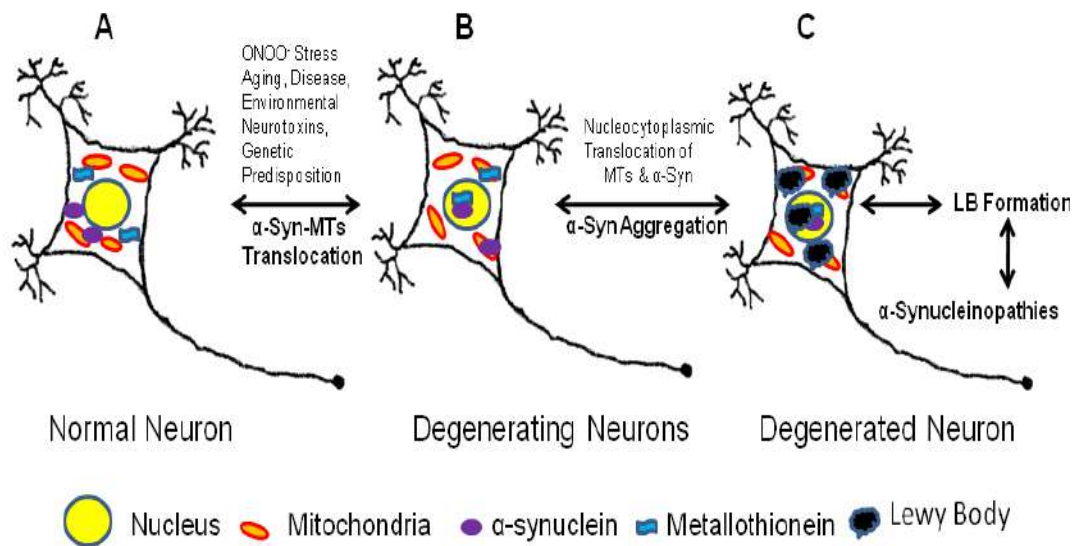 A
B
C
ONOO- Stress
Aging, Disease,
Environmental
Neurotoxins,
Genetic
Predisposition
α-Syn-MTs
Translocation
Nucleocytoplasmic
Translocation of
MTs & α-Syn
α-Syn Aggregation
LB Formation
α-Synucleinopathies
Normal Neuron
Degenerating Neurons
Degenerated Neuron
Nucleus
Mitochondria
α-synuclein
Metallothionein
Lewy Body